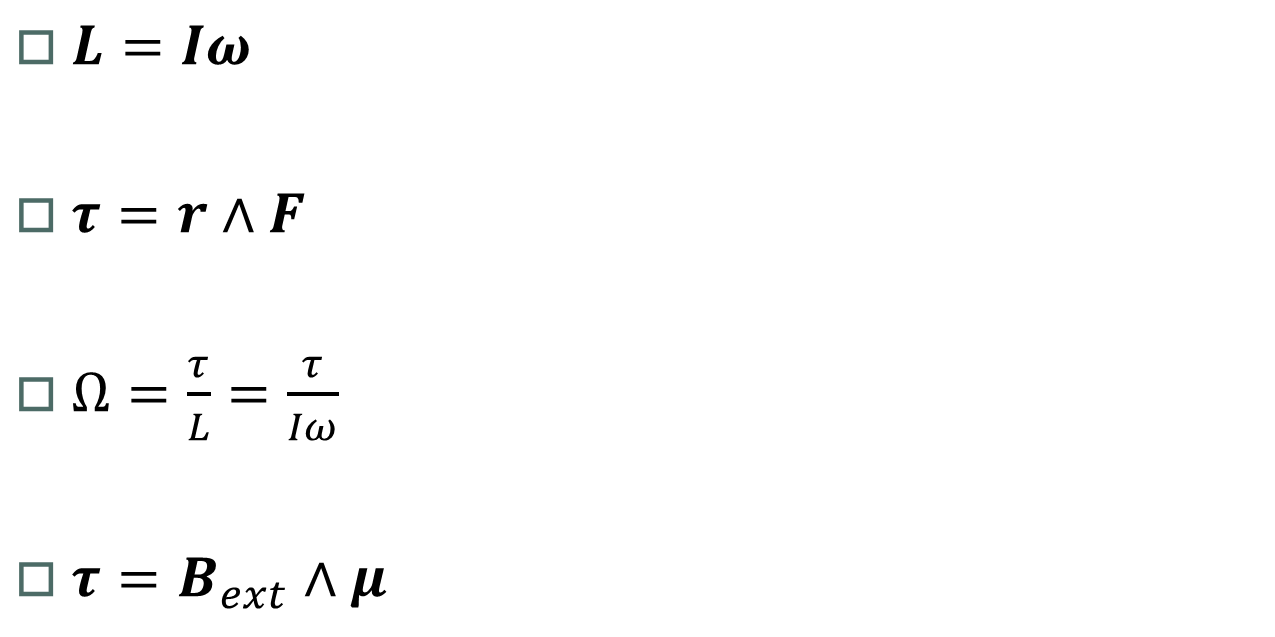 □ L = Iω
□ τ = r ∧ F
□ Ω = τ/L = τ/Iω
□ τ = B_ext ∧ μ